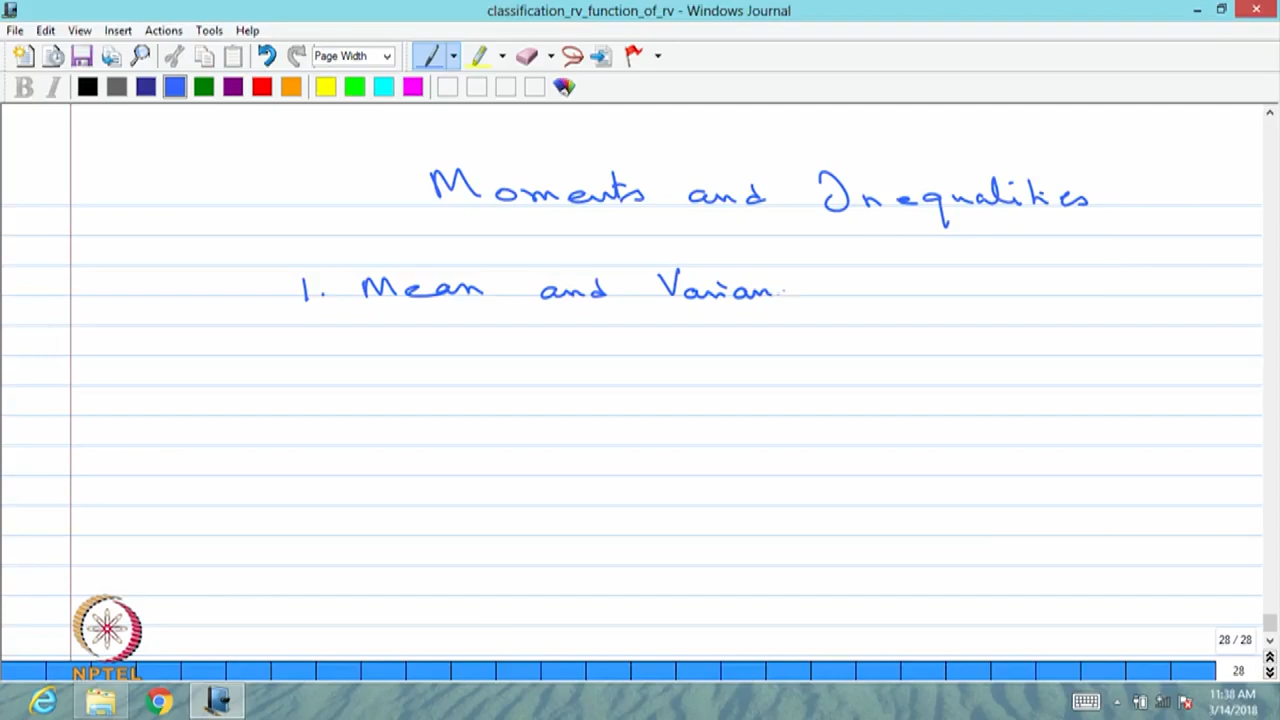 classification_rv_function_of_rv - Windows Journal
File Edit View Insert Actions Tools Help
Page Width
B I
Moments and Inequalities
1. Mean and Varian
28 / 28
NPTEL
28
11:38 AM
3/14/2018